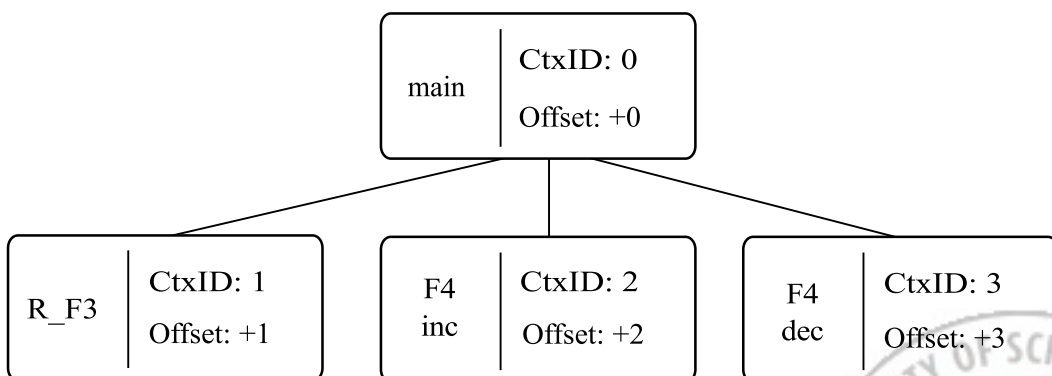 main
CtxID: 0
Offset: +0
R_F3
CtxID: 1
Offset: +1
F4
inc
CtxID: 2
Offset: +2
F4
dec
CtxID: 3
Offset: +3
OF